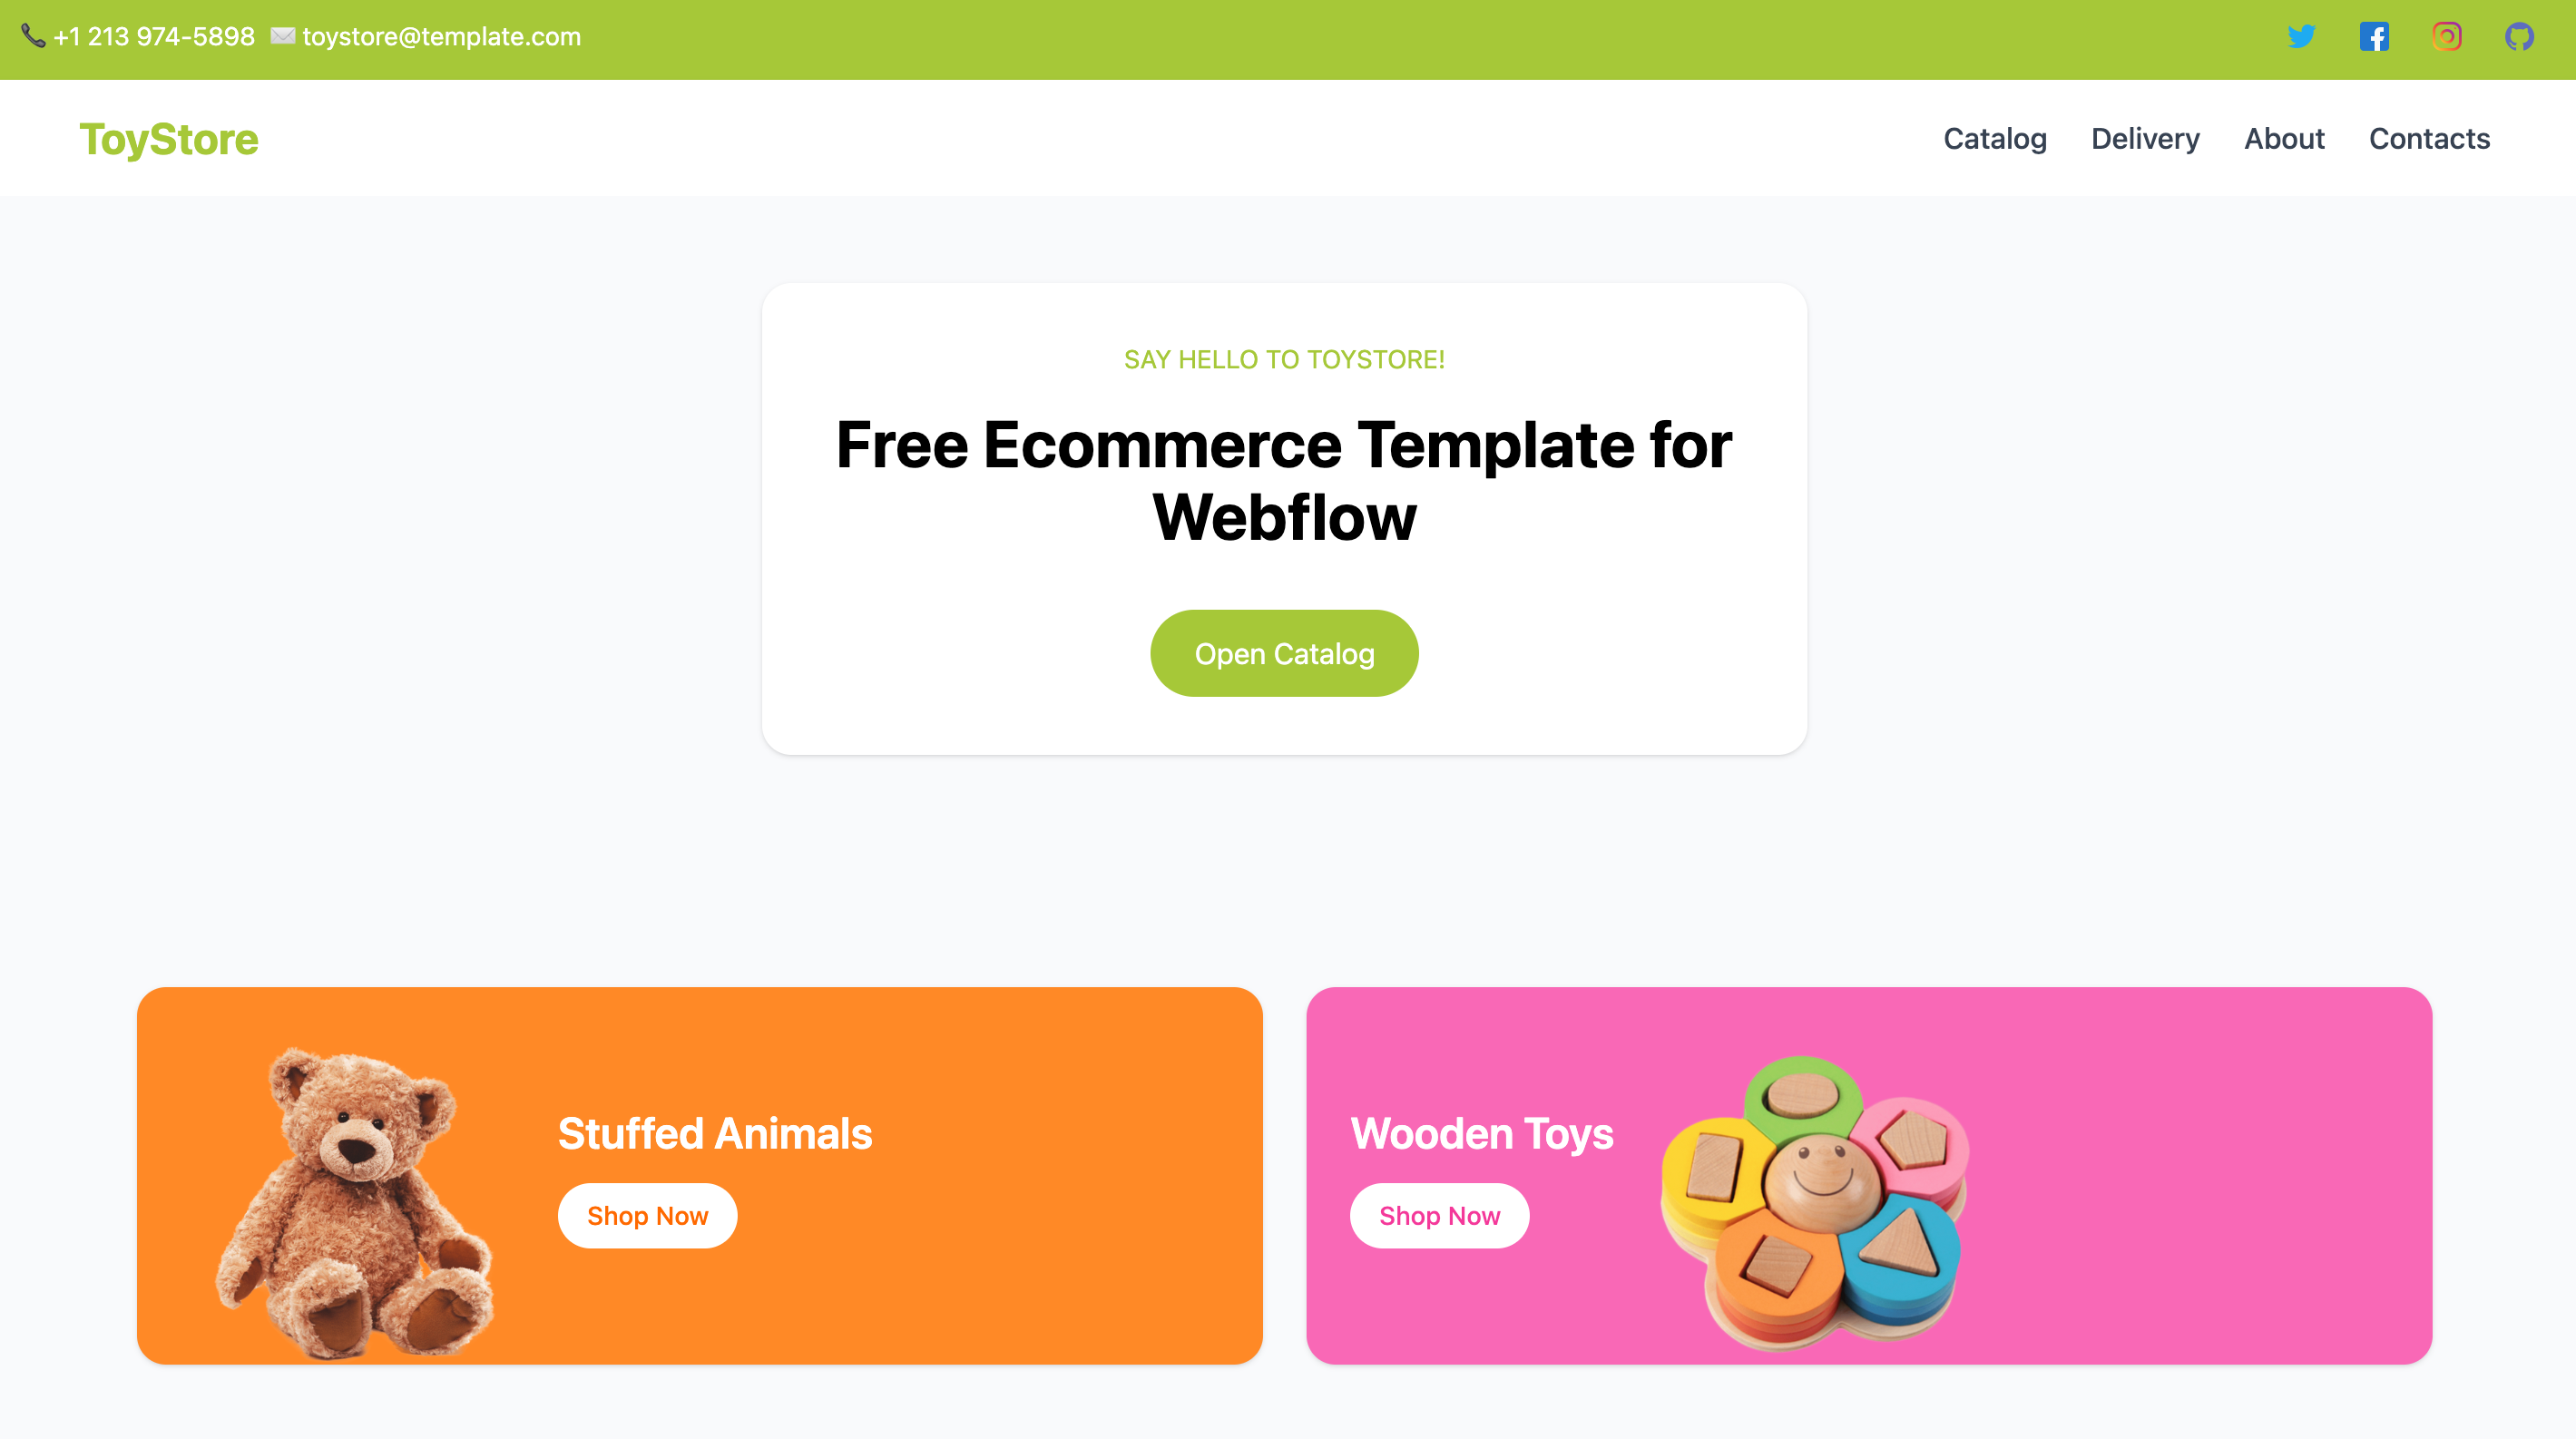 +1 213 974-5898 toystore@template.com
ToyStore
Catalog Delivery About Contacts
SAY HELLO TO TOYSTORE!
Free Ecommerce Template for
Webflow
Open Catalog
Stuffed Animals
Shop Now
Wooden Toys
Shop Now